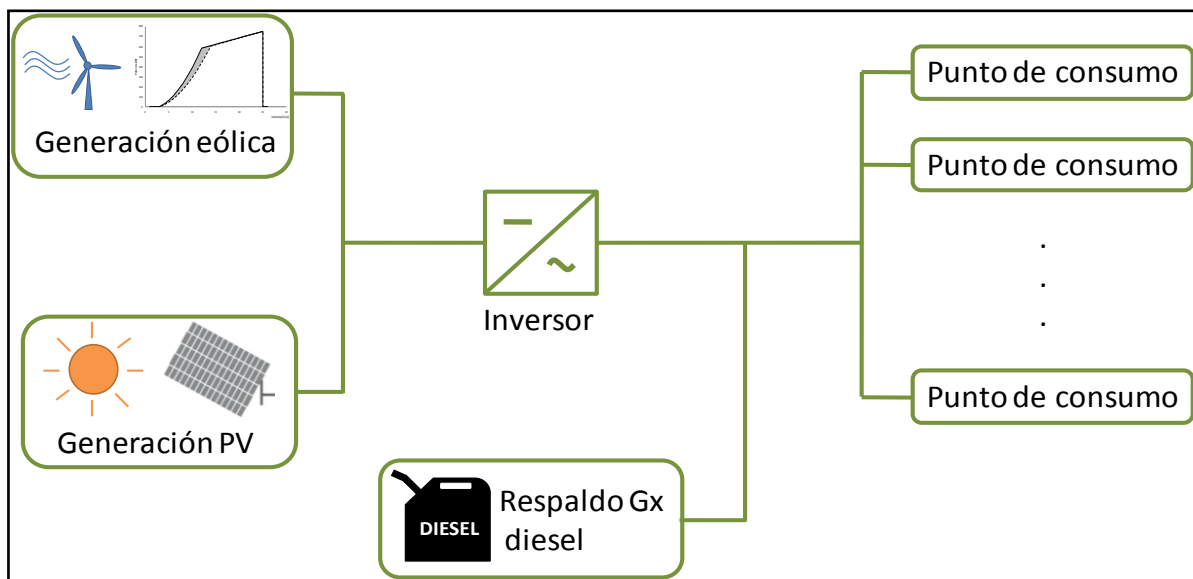 Generación eólica
Punto de consumo
Punto de consumo
.
.
.
Punto de consumo
Inversor
Generación PV
DIESEL
Respaldo Gx
diesel